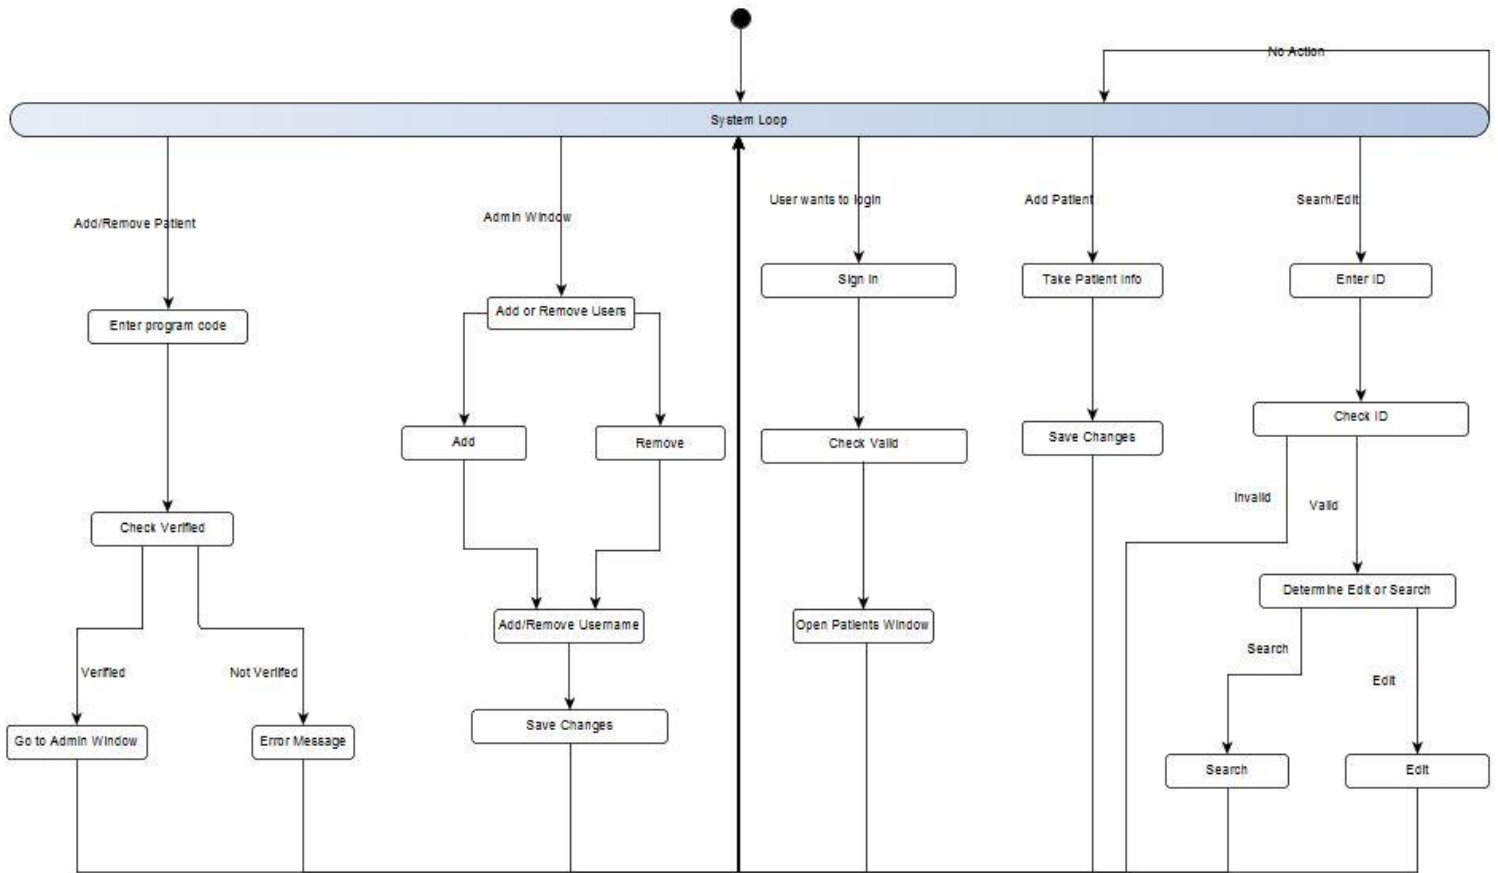 No Action
System Loop
User wants to login
Add Patient
Searh/Edit
Add/Remove Patient
Admin Window
Sign In
Take Patient Info
Enter ID
Add or Remove Users
Enter program code
Check ID
Add
Remove
Check Valid
Save Changes
Invalid
Valid
Check Verified
Determine Edit or Search
Add/Remove Username
Open Patients Window
Search
Verified
Not Verifed
Edit
Save Changes
Go to Admin Window
Error Message
Search
Edit